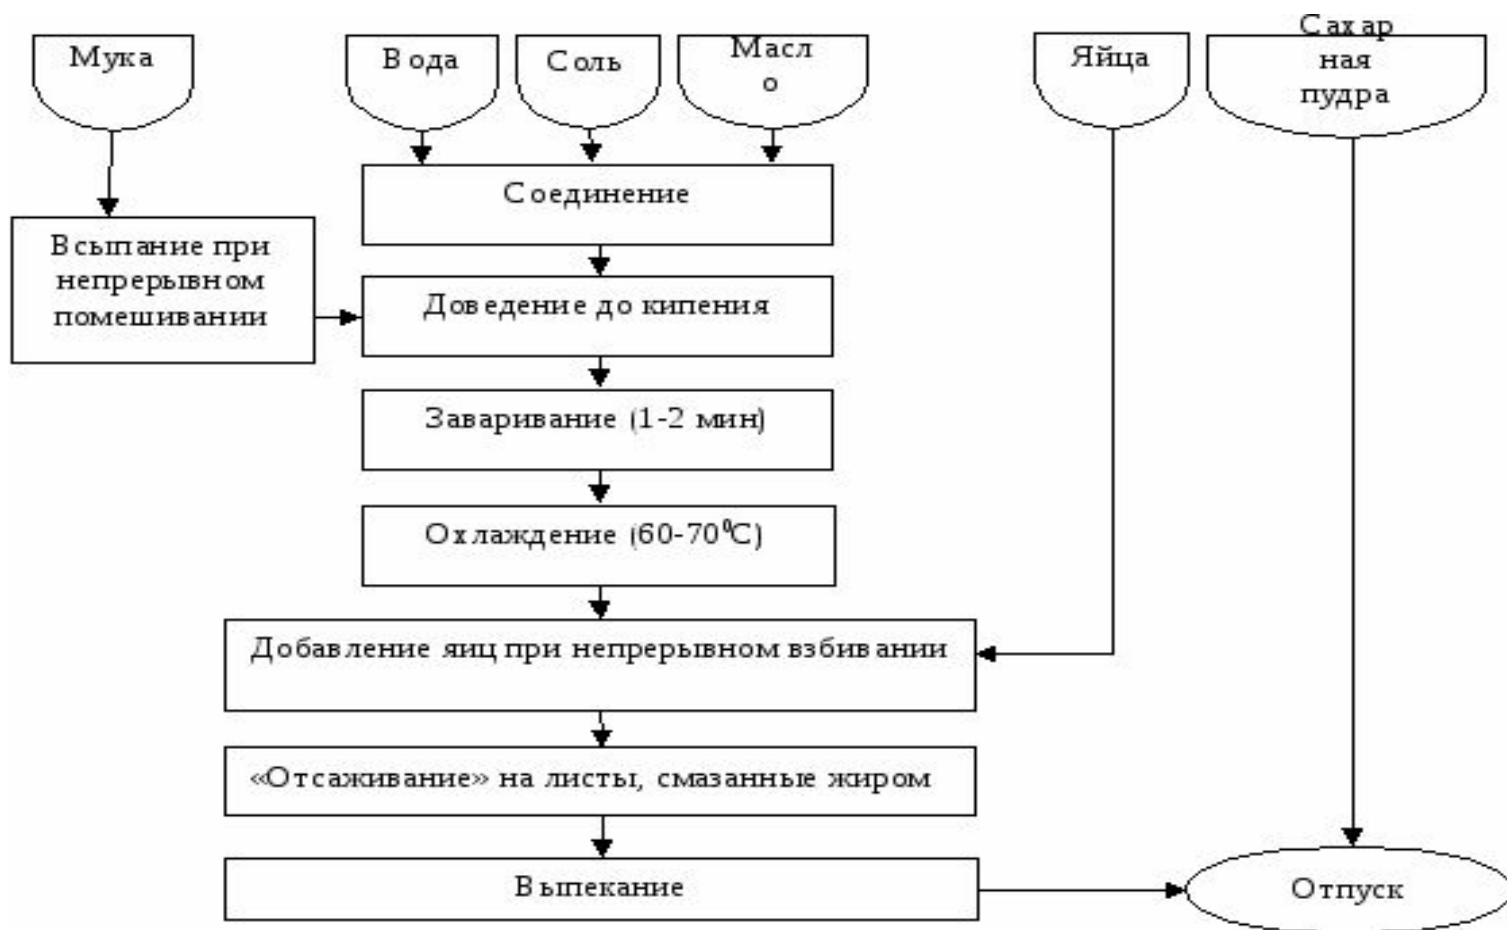 Мука
Вода
Соль
Масл
о
Яйца
Сахар
ная
пудра
Соединение
Всыпание при
непрерывном
помешивании
Доведение до кипения
Заваривание (1-2 мин)
Охлаждение (60-70⁰С)
Добавление яиц при непрерывном взбивании
«Отсаживание» на листы, смазанные жиром
Выпекание
Отпуск